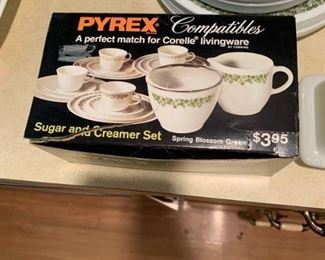 PYREX Compatibles
A perfect match for Corelle® livingware
BY CORNING
Sugar and Creamer Set
Spring Blossom Green
$3.95